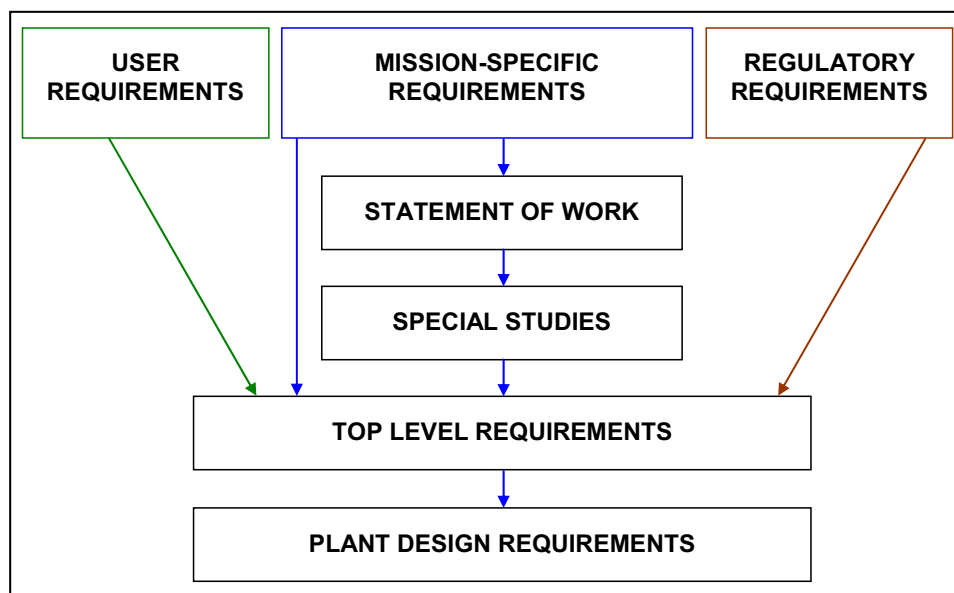 USER
REQUIREMENTS
MISSION-SPECIFIC
REQUIREMENTS
REGULATORY
REQUIREMENTS
STATEMENT OF WORK
SPECIAL STUDIES
TOP LEVEL REQUIREMENTS
PLANT DESIGN REQUIREMENTS